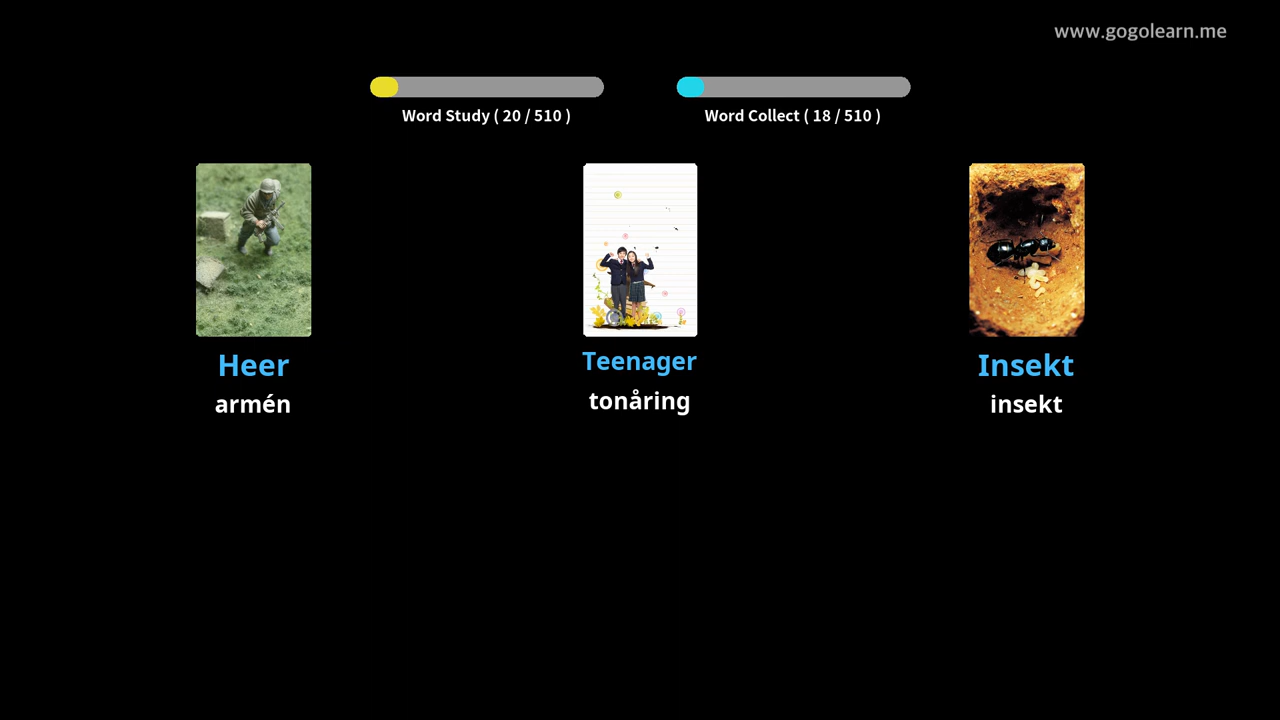 www.gogolearn.me
Word Study ( 20 / 510 )
Word Collect ( 18 / 510 )
Heer
armén
Teenager
tonåring
Insekt
insekt